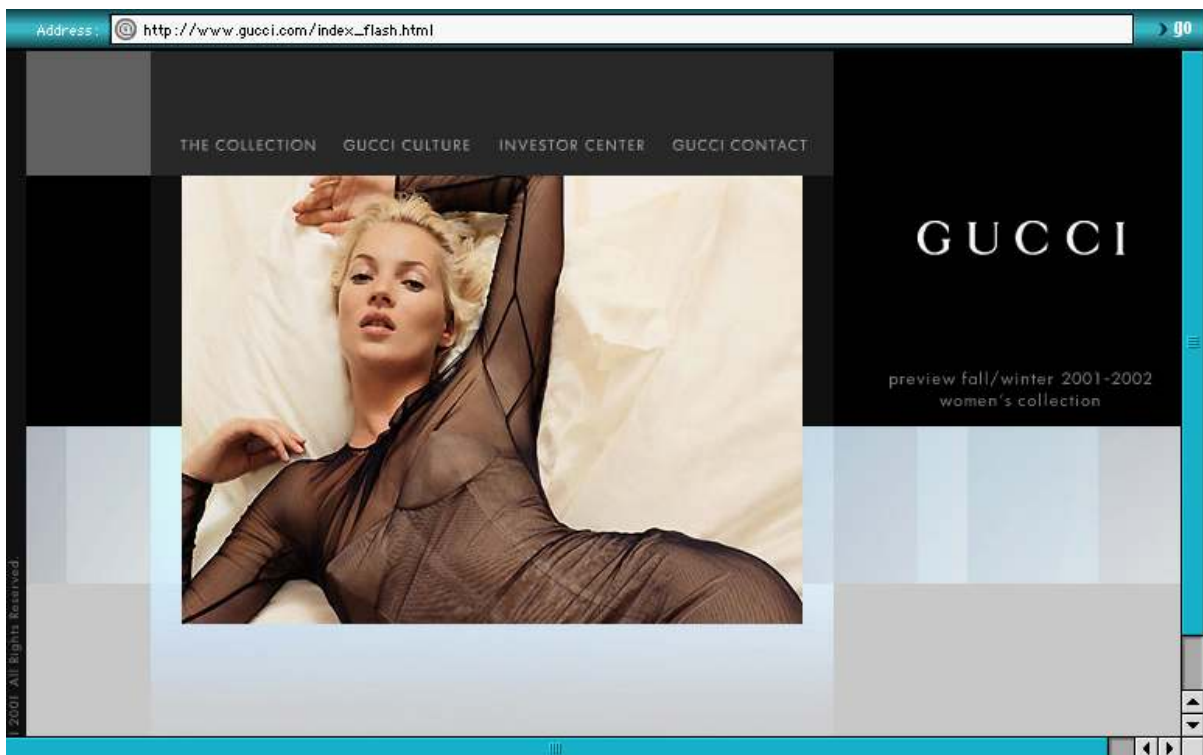 Address: @ http://www.gucci.com/index_flash.html go
THE COLLECTION GUCCI CULTURE INVESTOR CENTER GUCCI CONTACT
GUCCI
preview fall/winter 2001-2002
women's collection
2001 All Rights Reserved.